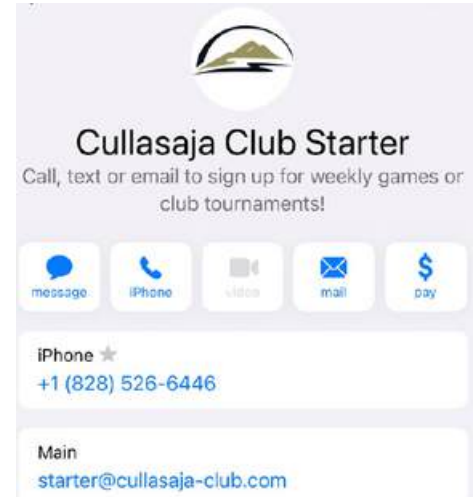 Cullasaja Club Starter
Call, text or email to sign up for weekly games or
club tournaments!
message iPhone video mail pay
iPhone
+1 (828) 526-6446
Main
starter@cullasaja-club.com